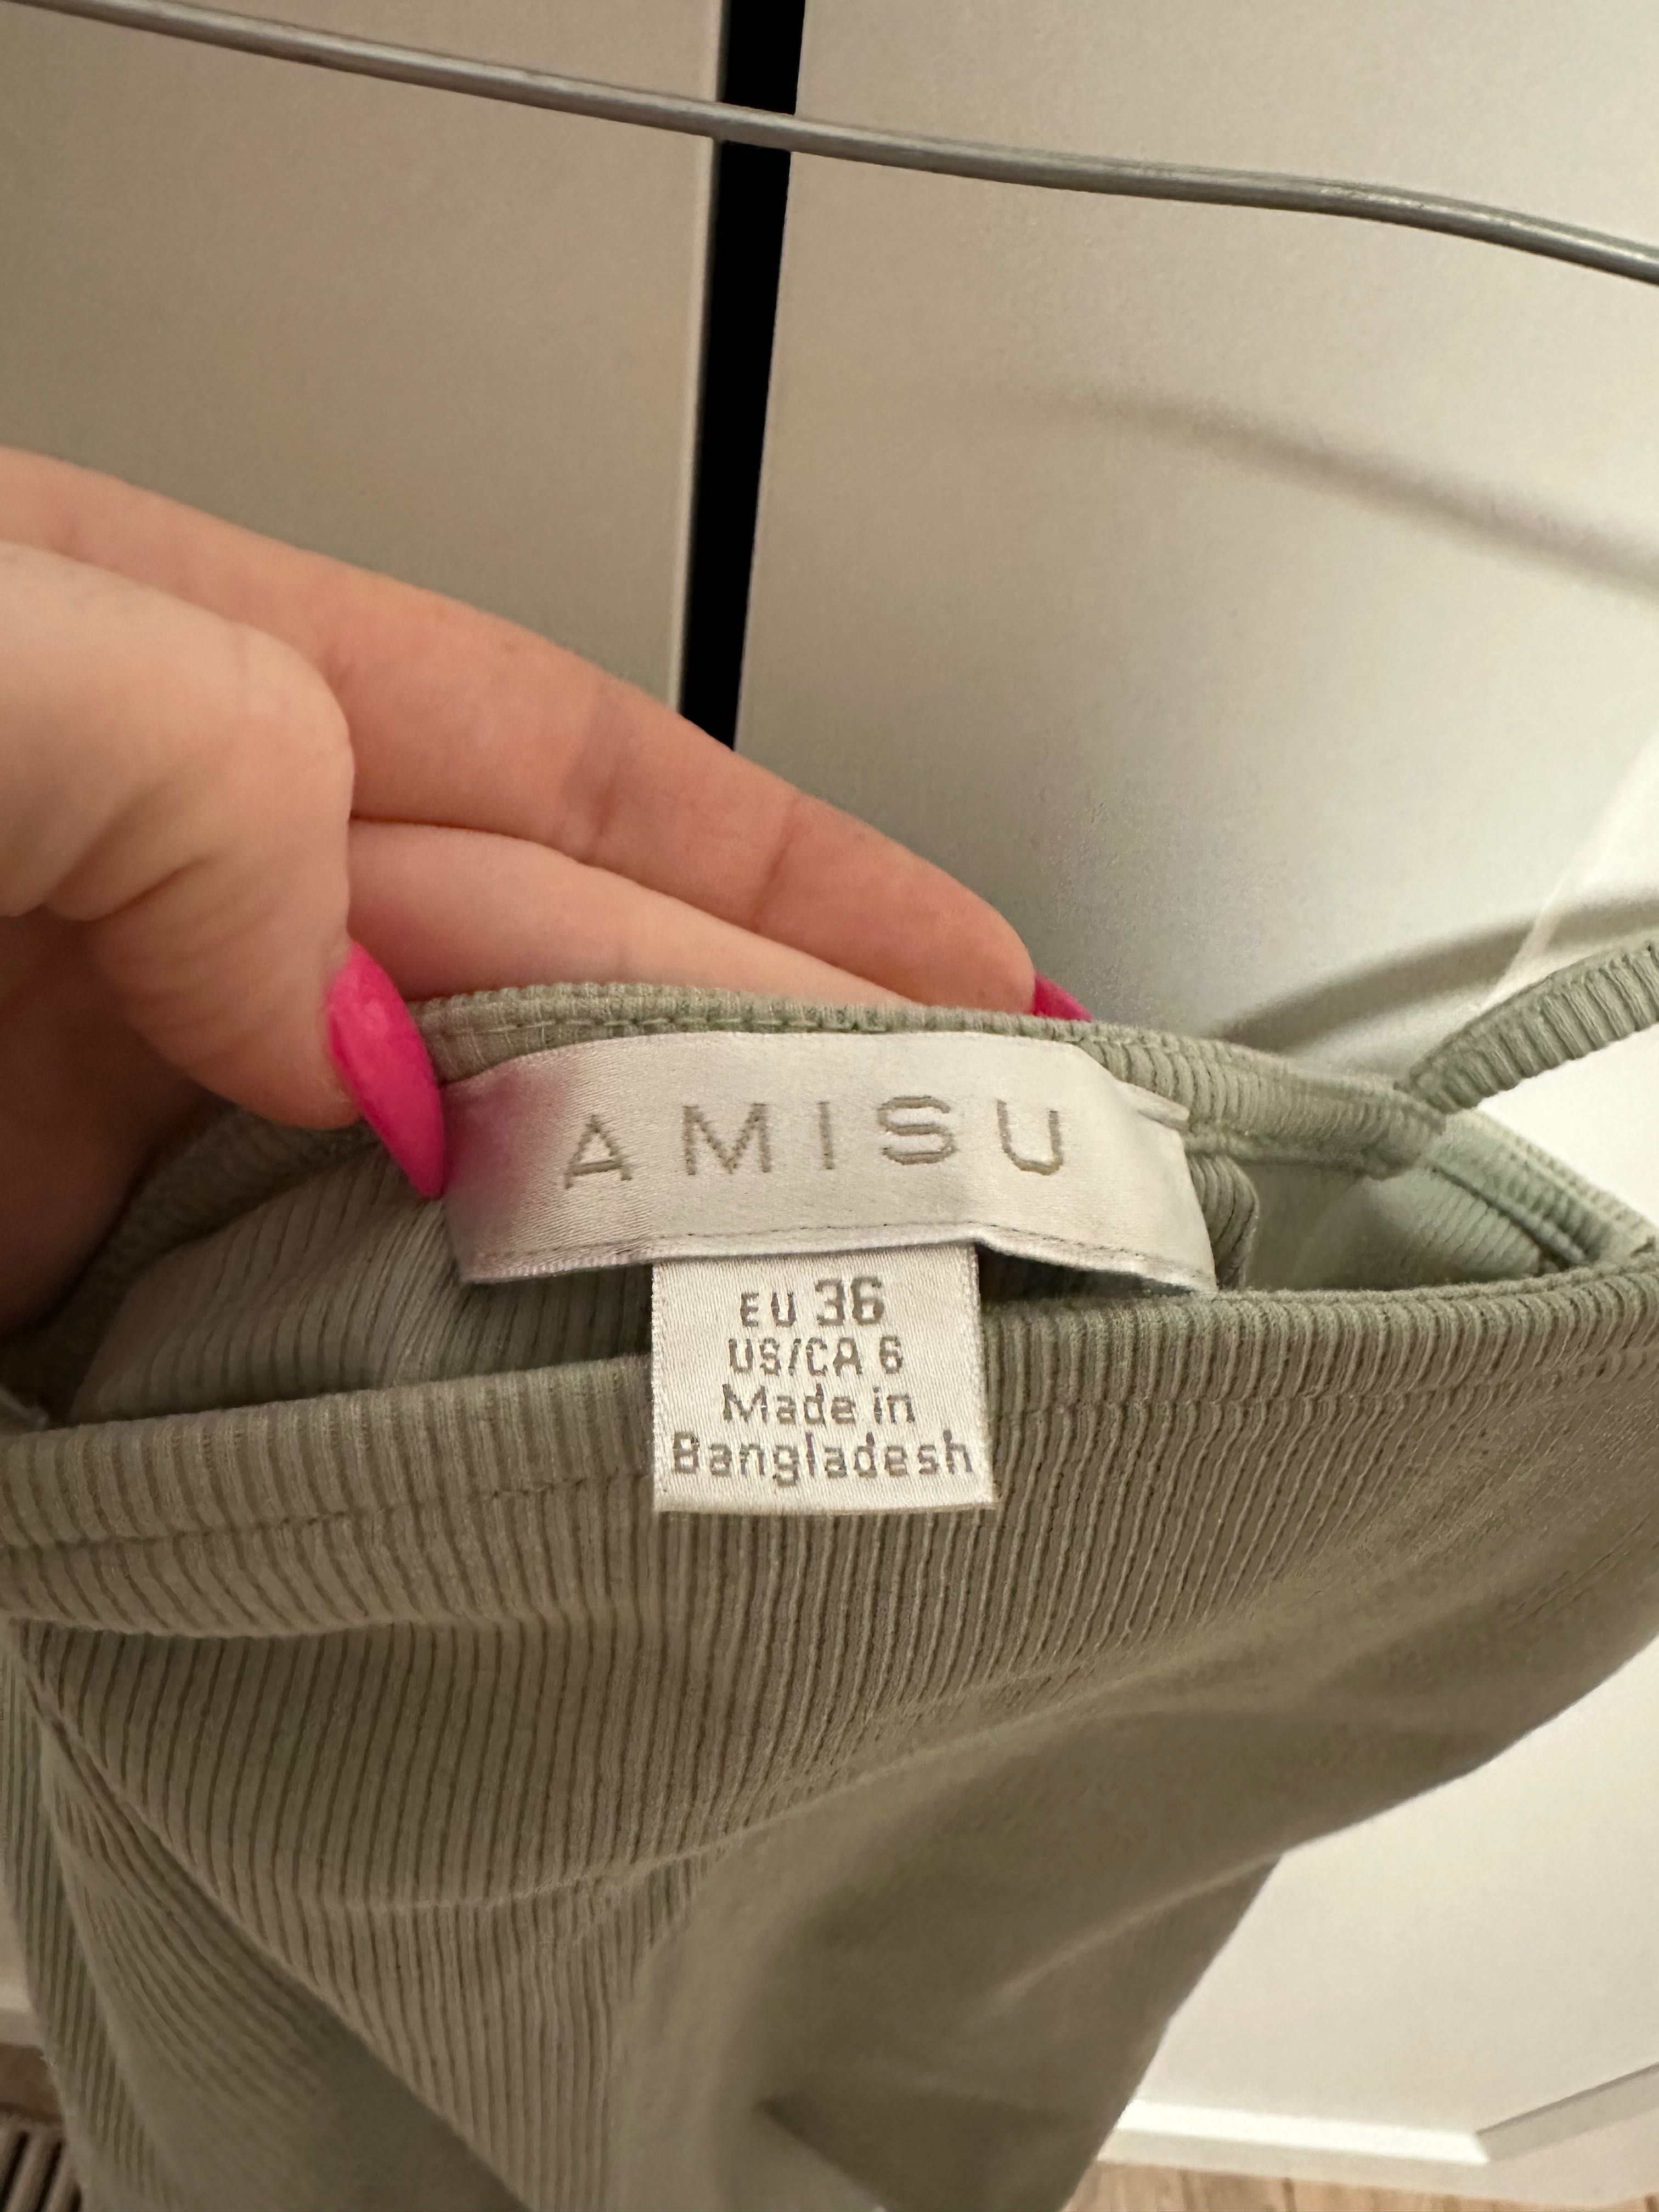 AMISU
EU 36
US/CA 6
Made in
Bangladesh